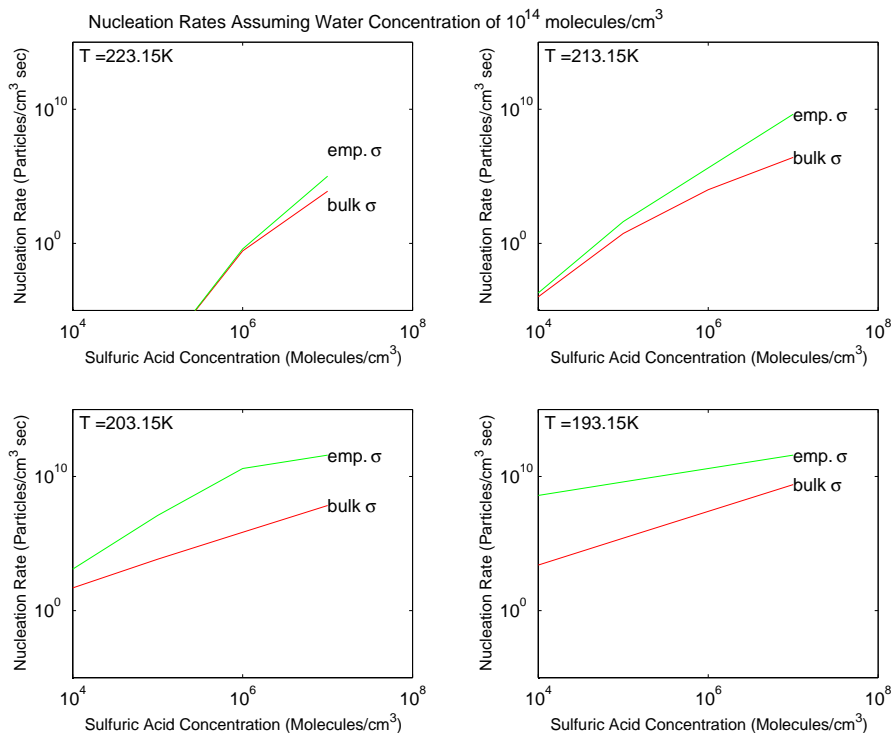 Nucleation Rates Assuming Water Concentration of 10^14 molecules/cm^3
T =223.15K
Nucleation Rate (Particles/cm^3 sec)
10^10
10^0
emp. σ
bulk σ
10^4
10^6
10^8
Sulfuric Acid Concentration (Molecules/cm^3)
T =213.15K
Nucleation Rate (Particles/cm^3 sec)
10^10
10^0
emp. σ
bulk σ
10^4
10^6
10^8
Sulfuric Acid Concentration (Molecules/cm^3)
T =203.15K
Nucleation Rate (Particles/cm^3 sec)
10^10
10^0
emp. σ
bulk σ
10^4
10^6
10^8
Sulfuric Acid Concentration (Molecules/cm^3)
T =193.15K
Nucleation Rate (Particles/cm^3 sec)
10^10
10^0
emp. σ
bulk σ
10^4
10^6
10^8
Sulfuric Acid Concentration (Molecules/cm^3)